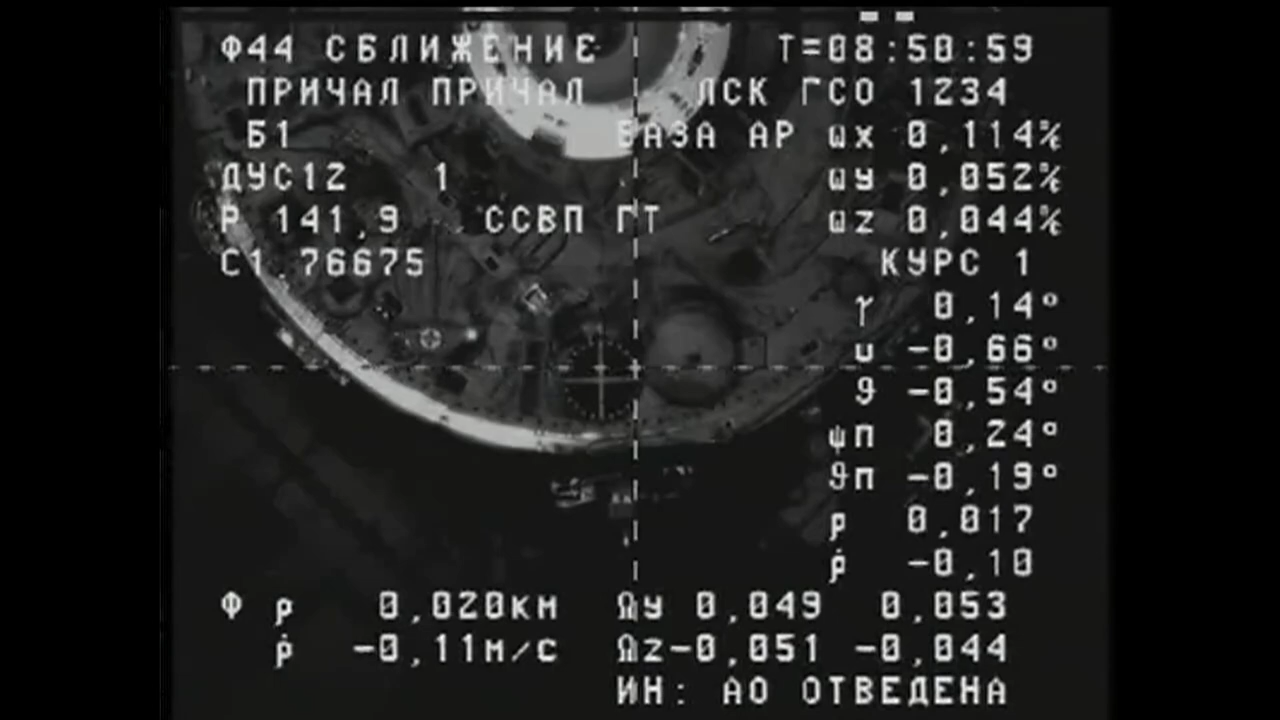 Ф44 СБЛИЖЕНИЕ T=08:50:59
ПРИЧАЛ ПРИЧАЛ ЛСК ГСО 1234
Б1 БАЗА АР ωx 0,114%
ДУС12 1 ωy 0,052%
Р 141,9 ССВП ГТ ωz 0,044%
С1.76675 КУРС 1
γ 0,14°
υ -0,66°
ϑ -0,54°
ψп 0,24°
ϑп -0,19°
ρ 0,017
ρ̇ -0,10
Ф ρ 0,020км Ωy 0,049 0,053
ρ̇ -0,11м/с Ωz-0,051 -0,044
ИН: АО ОТВЕДЕНА